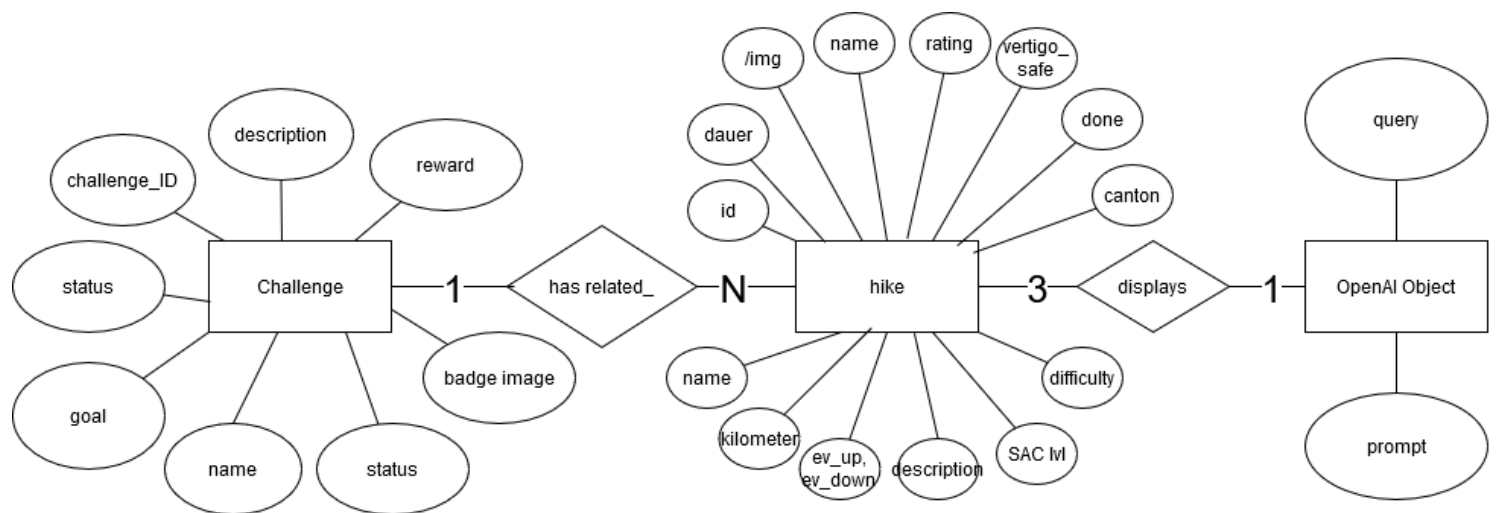 name
rating
vertigo_
safe
/img
query
description
done
dauer
reward
challenge_ID
canton
id
status
Challenge
1
has related_
N
hike
3
displays
1
OpenAI Object
badge image
name
difficulty
goal
kilometer
prompt
SAC lvl
ev_up,
ev_down
description
name
status